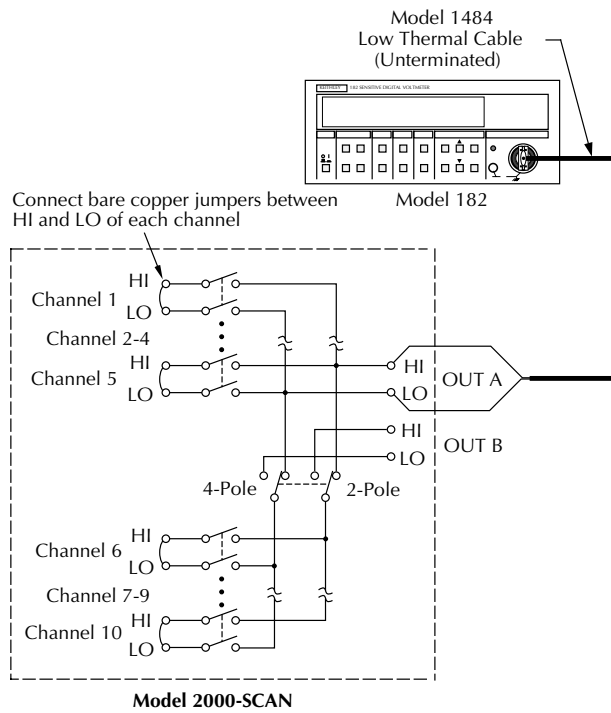 Model 1484
Low Thermal Cable
(Unterminated)
KEITHLEY 182 SENSITIVE DIGITAL VOLTMETER
Model 182
Connect bare copper jumpers between
HI and LO of each channel
HI
Channel 1
LO
Channel 2-4
HI
Channel 5
LO
HI
LO
OUT A
HI
LO
OUT B
4-Pole
2-Pole
HI
Channel 6
LO
Channel 7-9
HI
Channel 10
LO
Model 2000-SCAN